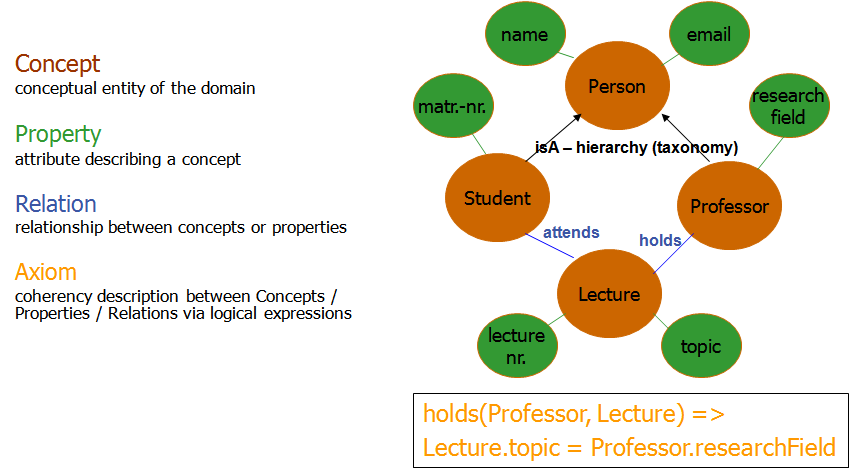 Concept
conceptual entity of the domain
Property
attribute describing a concept
Relation
relationship between concepts or properties
Axiom
coherency description between Concepts /
Properties / Relations via logical expressions
name
email
Person
matr.-nr.
research
field
isA – hierarchy (taxonomy)
Student
Professor
attends
holds
Lecture
lecture
nr.
topic
holds(Professor, Lecture) =>
Lecture.topic = Professor.researchField